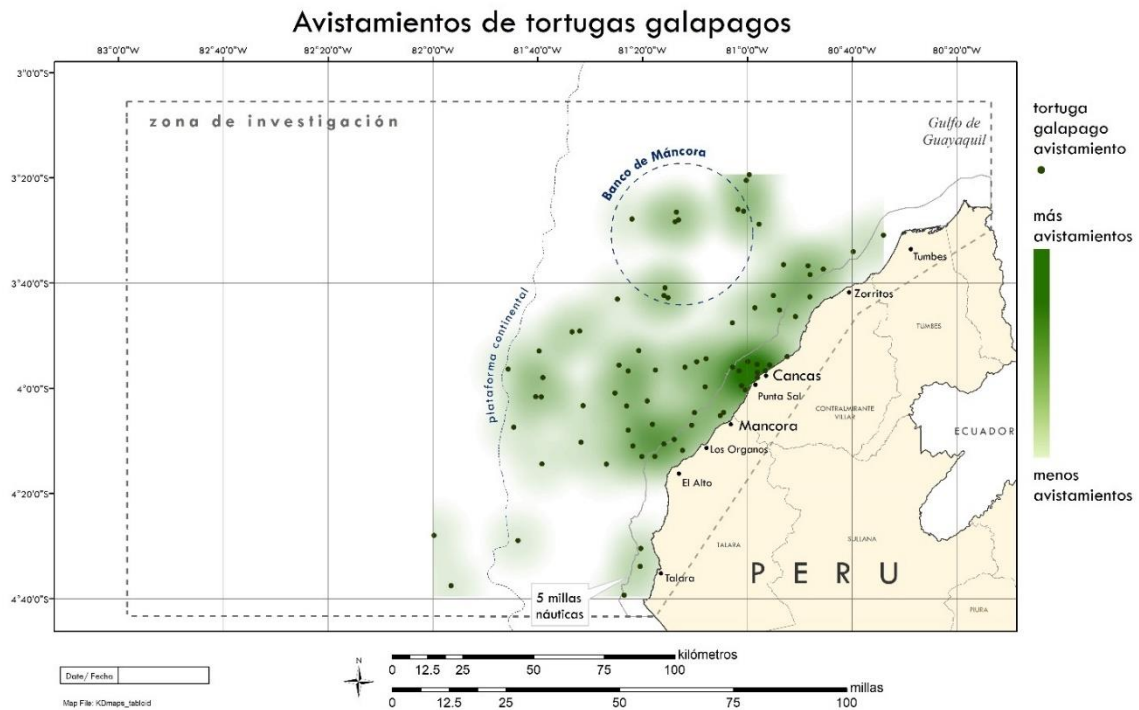 Avistamientos de tortugas galapagos
83°0'0"W 82°40'0"W 82°20'0"W 82°0'0"W 81°40'0"W 81°20'0"W 81°0'0"W 80°40'0"W 80°20'0"W
3°0'0"S
3°20'0"S
3°40'0"S
4°0'0"S
4°20'0"S
4°40'0"S
zona de investigación
Gulfo de
Guayaquil
Banco de Máncora
plataforma continental
Tumbes
Zorritos
TUMBES
Cancas
Punta Sal
CONTRALMIRANTE
VILLAR
ECUADOR
Mancora
Los Organos
El Alto
TALARA
SULLANA
PERU
Talara
PIURA
5 millas
náuticas
tortuga
galapago
avistamiento
más
avistamientos
menos
avistamientos
Date/ Fecha
Map File: KDmaps_tabloid
N
kilómetros
0 12.5 25 50 75 100
millas
0 12.5 25 50 75 100